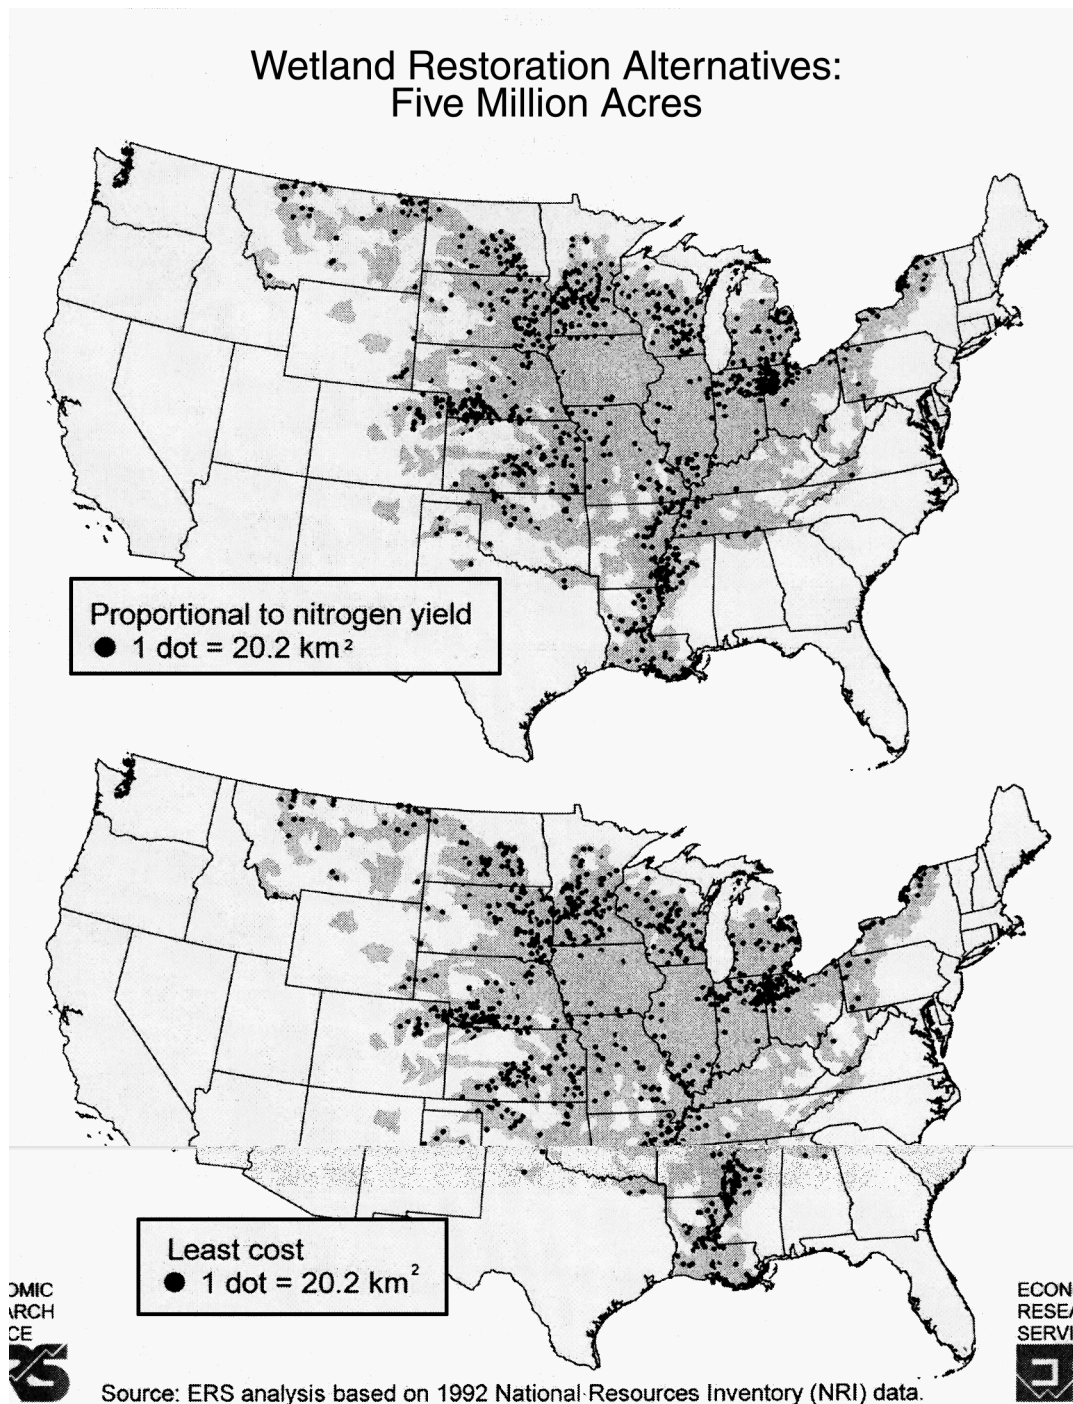 Wetland Restoration Alternatives:
Five Million Acres
Proportional to nitrogen yield
1 dot = 20.2 km²
Least cost
1 dot = 20.2 km²
OMIC
ARCH
CE
RS
ECON
RESEA
SERVI
Source: ERS analysis based on 1992 National Resources Inventory (NRI) data.